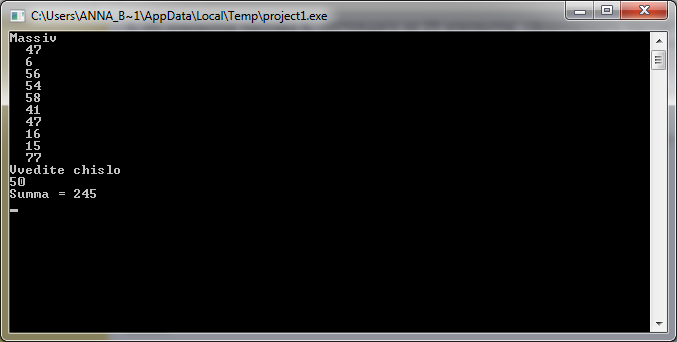 C:\Users\ANNA_B~1\AppData\Local\Temp\project1.exe
Massiv
47
6
56
54
58
41
47
16
15
77
Vvedite chislo
50
Summa = 245